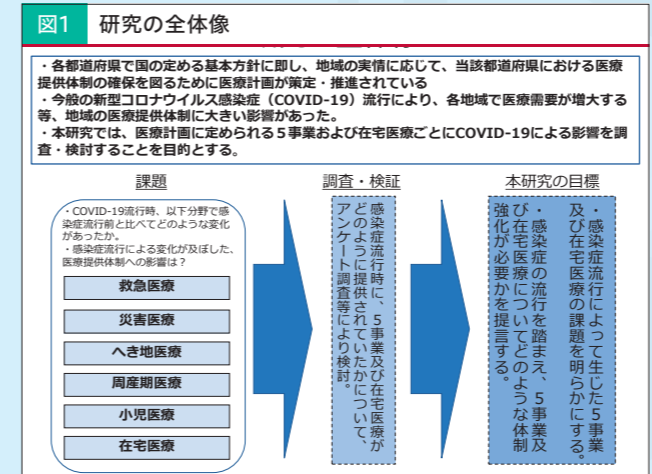 図1 研究の全体像
・各都道府県で国の定める基本方針に即し、地域の実情に応じて、当該都道府県における医療
提供体制の確保を図るために医療計画が策定・推進されている
・今般の新型コロナウイルス感染症（COVID-19）流行により、各地域で医療需要が増大する
等、地域の医療提供体制に大きい影響があった。
・本研究では、医療計画に定められる５事業および在宅医療ごとにCOVID-19による影響を調
査・検討することを目的とする。
課題
・COVID-19流行時、以下分野で感
染症流行前と比べてどのような変化
があったか。
・感染症流行による変化が及ぼした、
医療提供体制への影響は？
救急医療
災害医療
へき地医療
周産期医療
小児医療
在宅医療
調査・検証
感染症流行時に、５事業及び在宅医療が
どのように提供されていたかについて、
アンケート調査等により検討。
本研究の目標
・感染症流行によって生じた５事業
及び在宅医療の課題を明らかにする。
・感染症の流行を踏まえ、５事業及
び在宅医療についてどのような体制
強化が必要かを提言する。